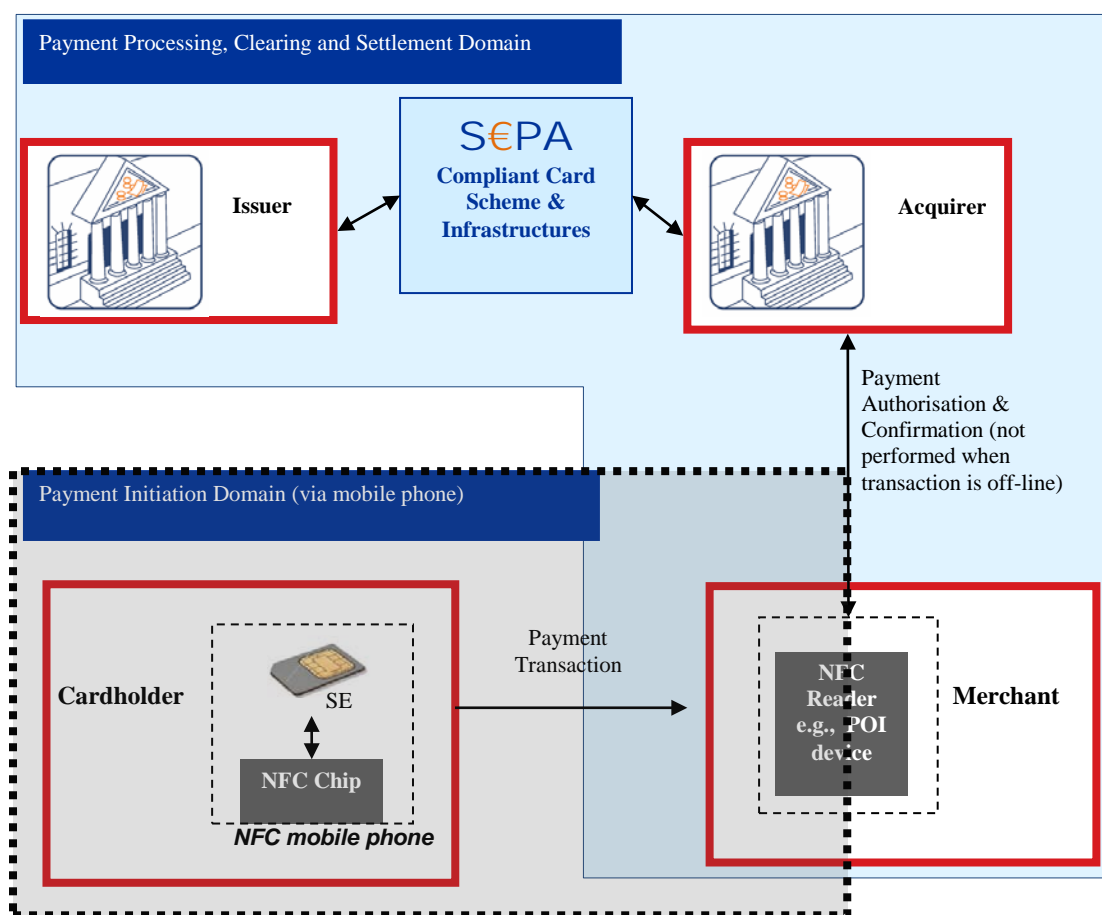 Payment Processing, Clearing and Settlement Domain
S€PA
Compliant Card
Scheme &
Infrastructures
Issuer
Acquirer
Payment
Authorisation &
Confirmation (not
performed when
transaction is off-line)
Payment Initiation Domain (via mobile phone)
Cardholder
SE
NFC Chip
NFC mobile phone
Payment
Transaction
NFC
Reader
e.g., POI
device
Merchant